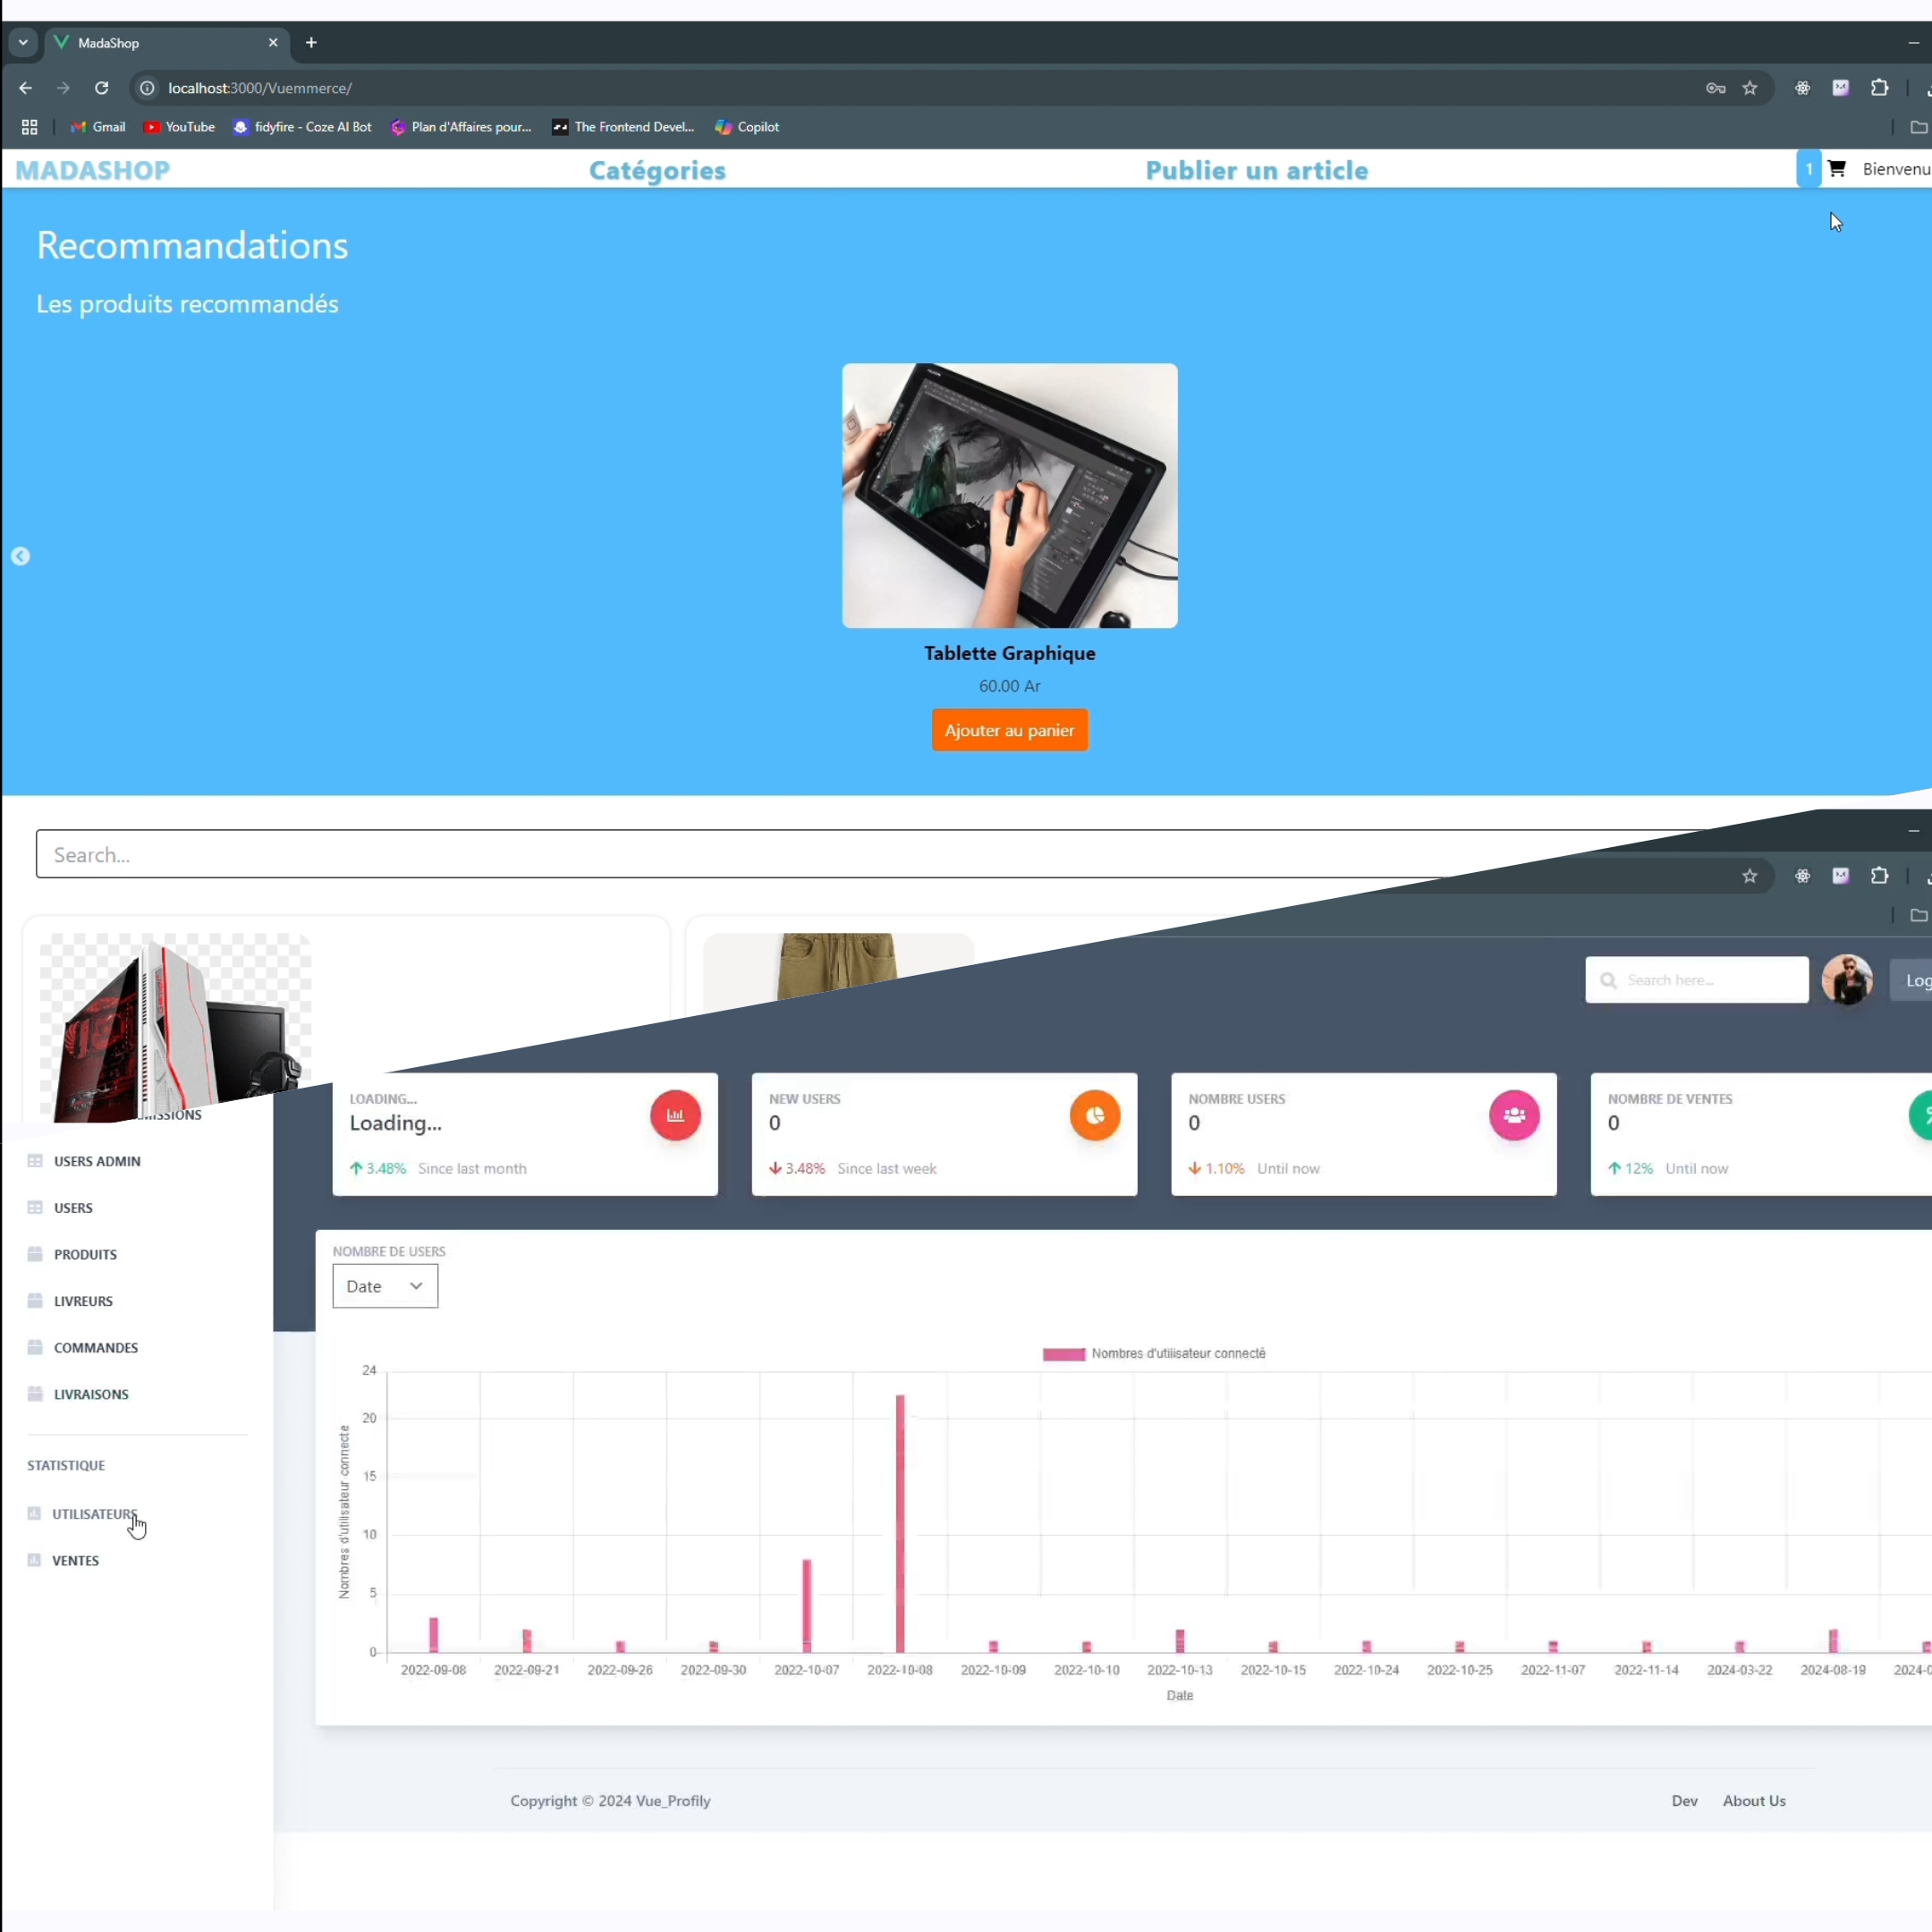 MadaShop
localhost:3000/Vuemmerce/
Gmail YouTube fidyfire - Coze AI Bot Plan d'Affaires pour... The Frontend Devel... Copilot
MADASHOP Catégories Publier un article 1 Bienvenu
Recommandations
Les produits recommandés
Tablette Graphique
60.00 Ar
Ajouter au panier
Search...
Search here...
Log
LOADING... NEW USERS NOMBRE USERS NOMBRE DE VENTES
Loading... 0 0 0
3.48% Since last month 3.48% Since last week 1.10% Until now 12% Until now
USERS ADMIN
USERS
PRODUITS
LIVREURS
COMMANDES
LIVRAISONS
STATISTIQUE
UTILISATEURS
VENTES
NOMBRE DE USERS
Date
Nombres d'utilisateur connecté
Nombres d'utilisateur connecte
24
20
15
10
5
0
2022-09-08 2022-09-21 2022-09-26 2022-09-30 2022-10-07 2022-10-08 2022-10-09 2022-10-10 2022-10-13 2022-10-15 2022-10-24 2022-10-25 2022-11-07 2022-11-14 2024-03-22 2024-08-19 2024-0
Date
Copyright © 2024 Vue_Profily
Dev About Us